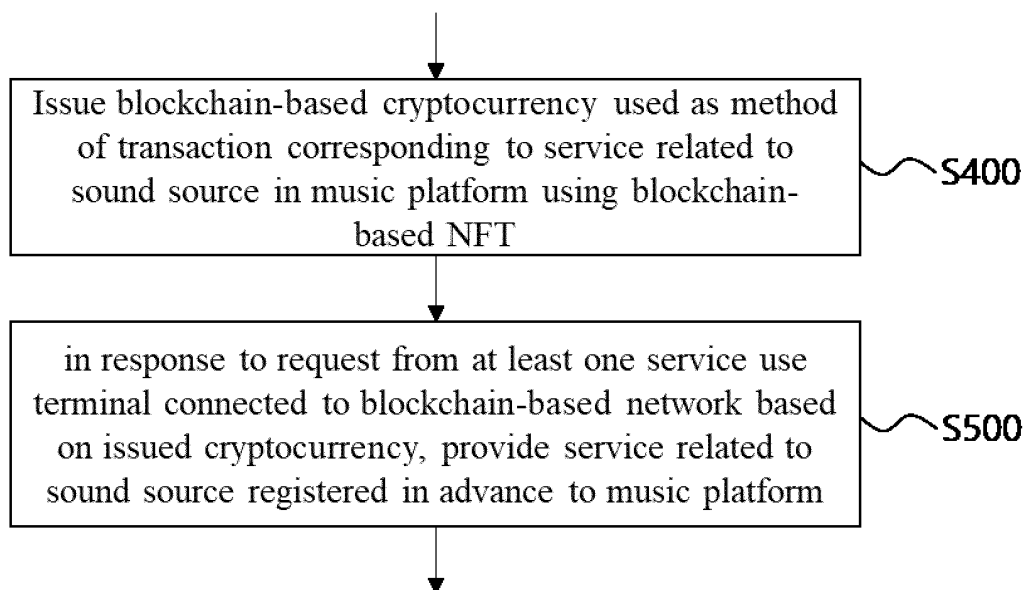 Issue blockchain-based cryptocurrency used as method
of transaction corresponding to service related to
sound source in music platform using blockchain-
based NFT
S400
in response to request from at least one service use
terminal connected to blockchain-based network based
on issued cryptocurrency, provide service related to
sound source registered in advance to music platform
S500